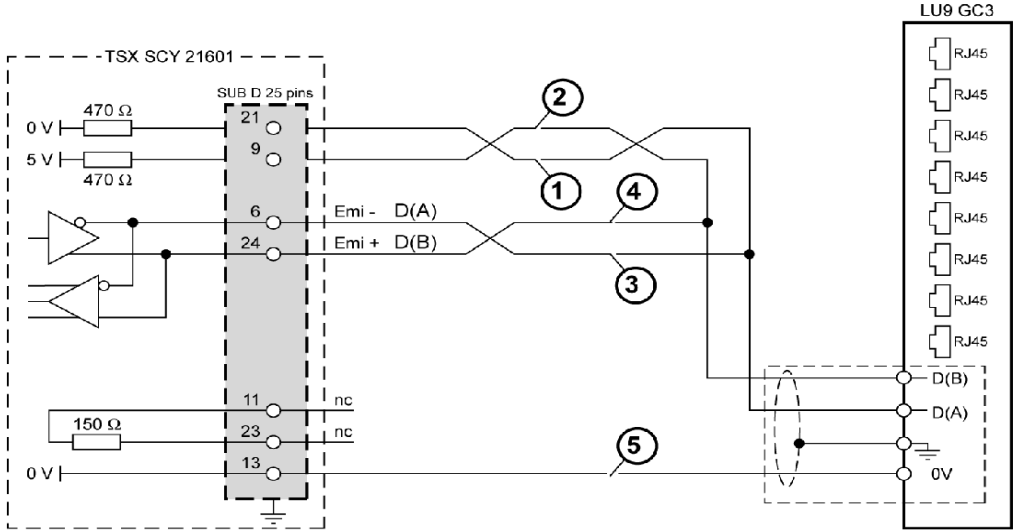 LU9 GC3
TSX SCY 21601
RJ45
SUB D 25 pins
RJ45
470 Ω
21
2
0 V
RJ45
9
5 V
470 Ω
1
RJ45
4
6
Emi - D(A)
RJ45
24
Emi + D(B)
RJ45
3
RJ45
RJ45
D(B)
11
nc
D(A)
150 Ω
23
nc
5
13
0 V
0V